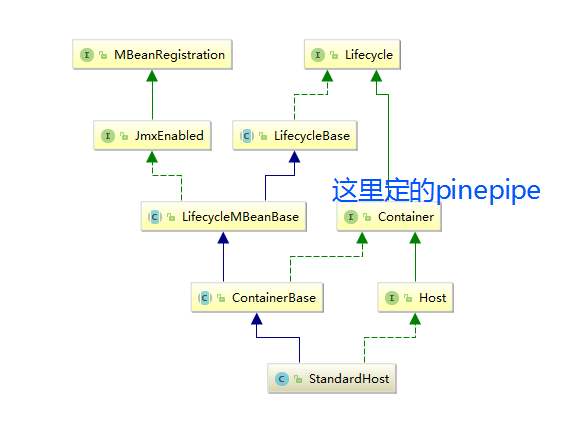 MBeanRegistration
Lifecycle
JmxEnabled
LifecycleBase
这里定的pinepipe
LifecycleMBeanBase
Container
ContainerBase
Host
StandardHost